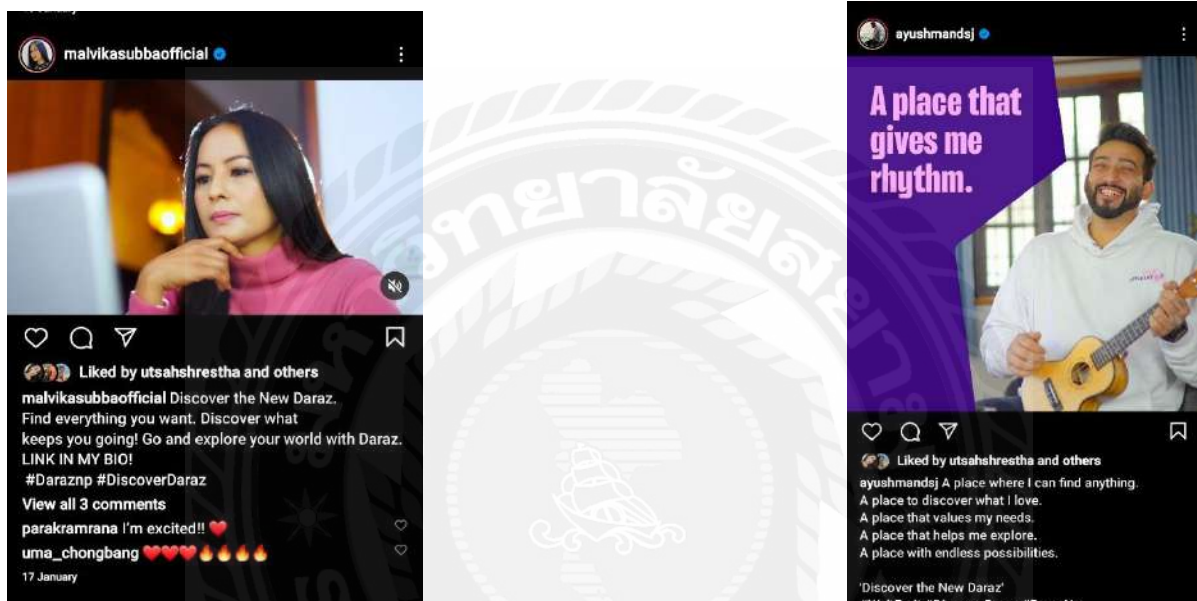 malvikasubbaofficial
Liked by utsahshrestha and others
malvikasubbaofficial Discover the New Daraz.
Find everything you want. Discover what
keeps you going! Go and explore your world with Daraz.
LINK IN MY BIO!
#Daraznp #DiscoverDaraz
View all 3 comments
parakramrana I'm excited!! ❤️
uma_chongbang ❤️❤️❤️🔥🔥🔥🔥
17 January
ayushmandsj
A place that
gives me
rhythm.
Liked by utsahshrestha and others
ayushmandsj A place where I can find anything.
A place to discover what I love.
A place that values my needs.
A place that helps me explore.
A place with endless possibilities.
'Discover the New Daraz'